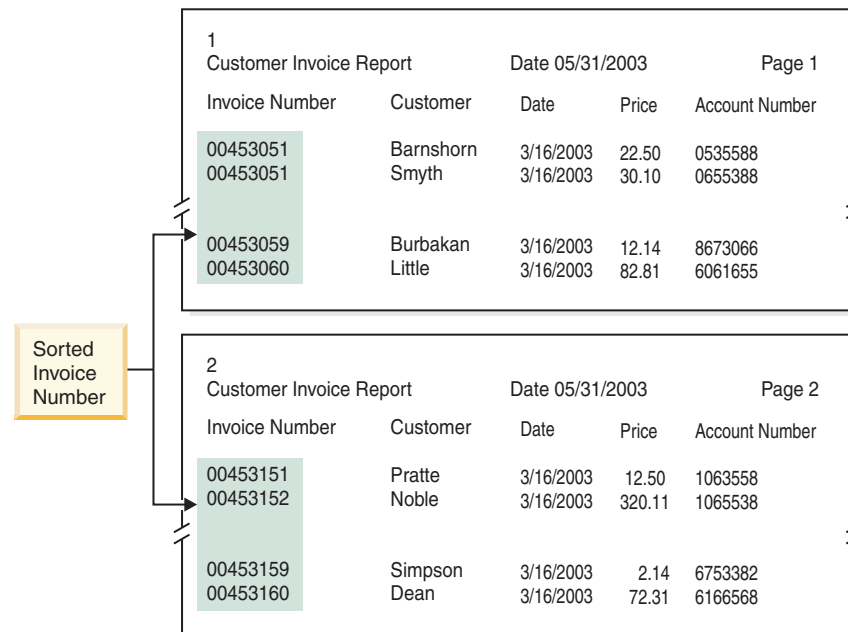 1
Customer Invoice Report Date 05/31/2003 Page 1
Invoice Number Customer Date Price Account Number
00453051 Barnshorn 3/16/2003 22.50 0535588
00453051 Smyth 3/16/2003 30.10 0655388
00453059 Burbakan 3/16/2003 12.14 8673066
00453060 Little 3/16/2003 82.81 6061655
Sorted
Invoice
Number
2
Customer Invoice Report Date 05/31/2003 Page 2
Invoice Number Customer Date Price Account Number
00453151 Pratte 3/16/2003 12.50 1063558
00453152 Noble 3/16/2003 320.11 1065538
00453159 Simpson 3/16/2003 2.14 6753382
00453160 Dean 3/16/2003 72.31 6166568